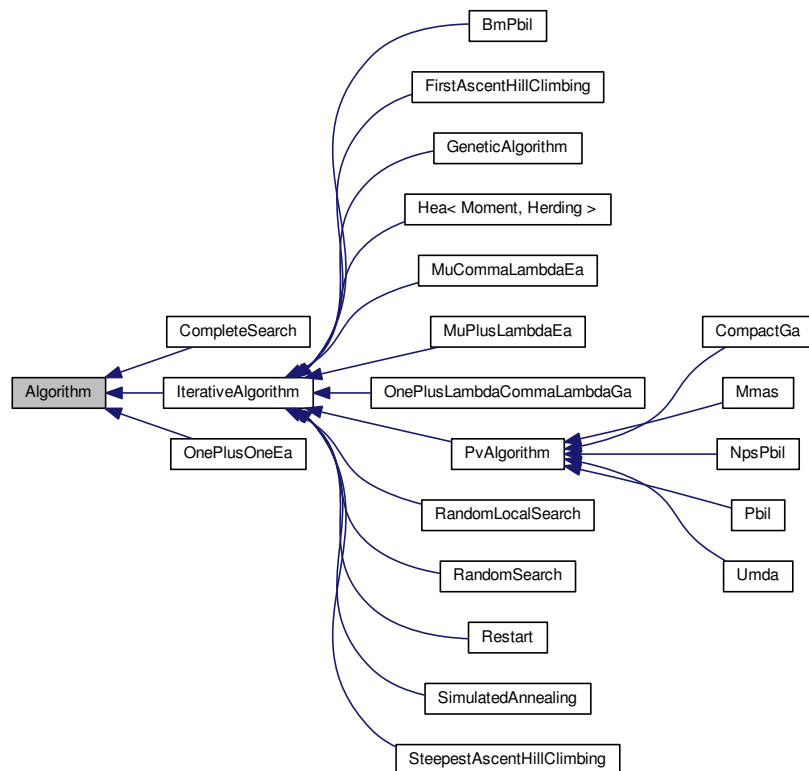 BmPbil
FirstAscentHillClimbing
GeneticAlgorithm
Hea< Moment, Herding >
MuCommaLambdaEa
CompleteSearch
MuPlusLambdaEa
CompactGa
Algorithm
IterativeAlgorithm
OnePlusLambdaCommaLambdaGa
Mmas
OnePlusOneEa
PvAlgorithm
NpsPbil
RandomLocalSearch
Pbil
RandomSearch
Umda
Restart
SimulatedAnnealing
SteepestAscentHillClimbing